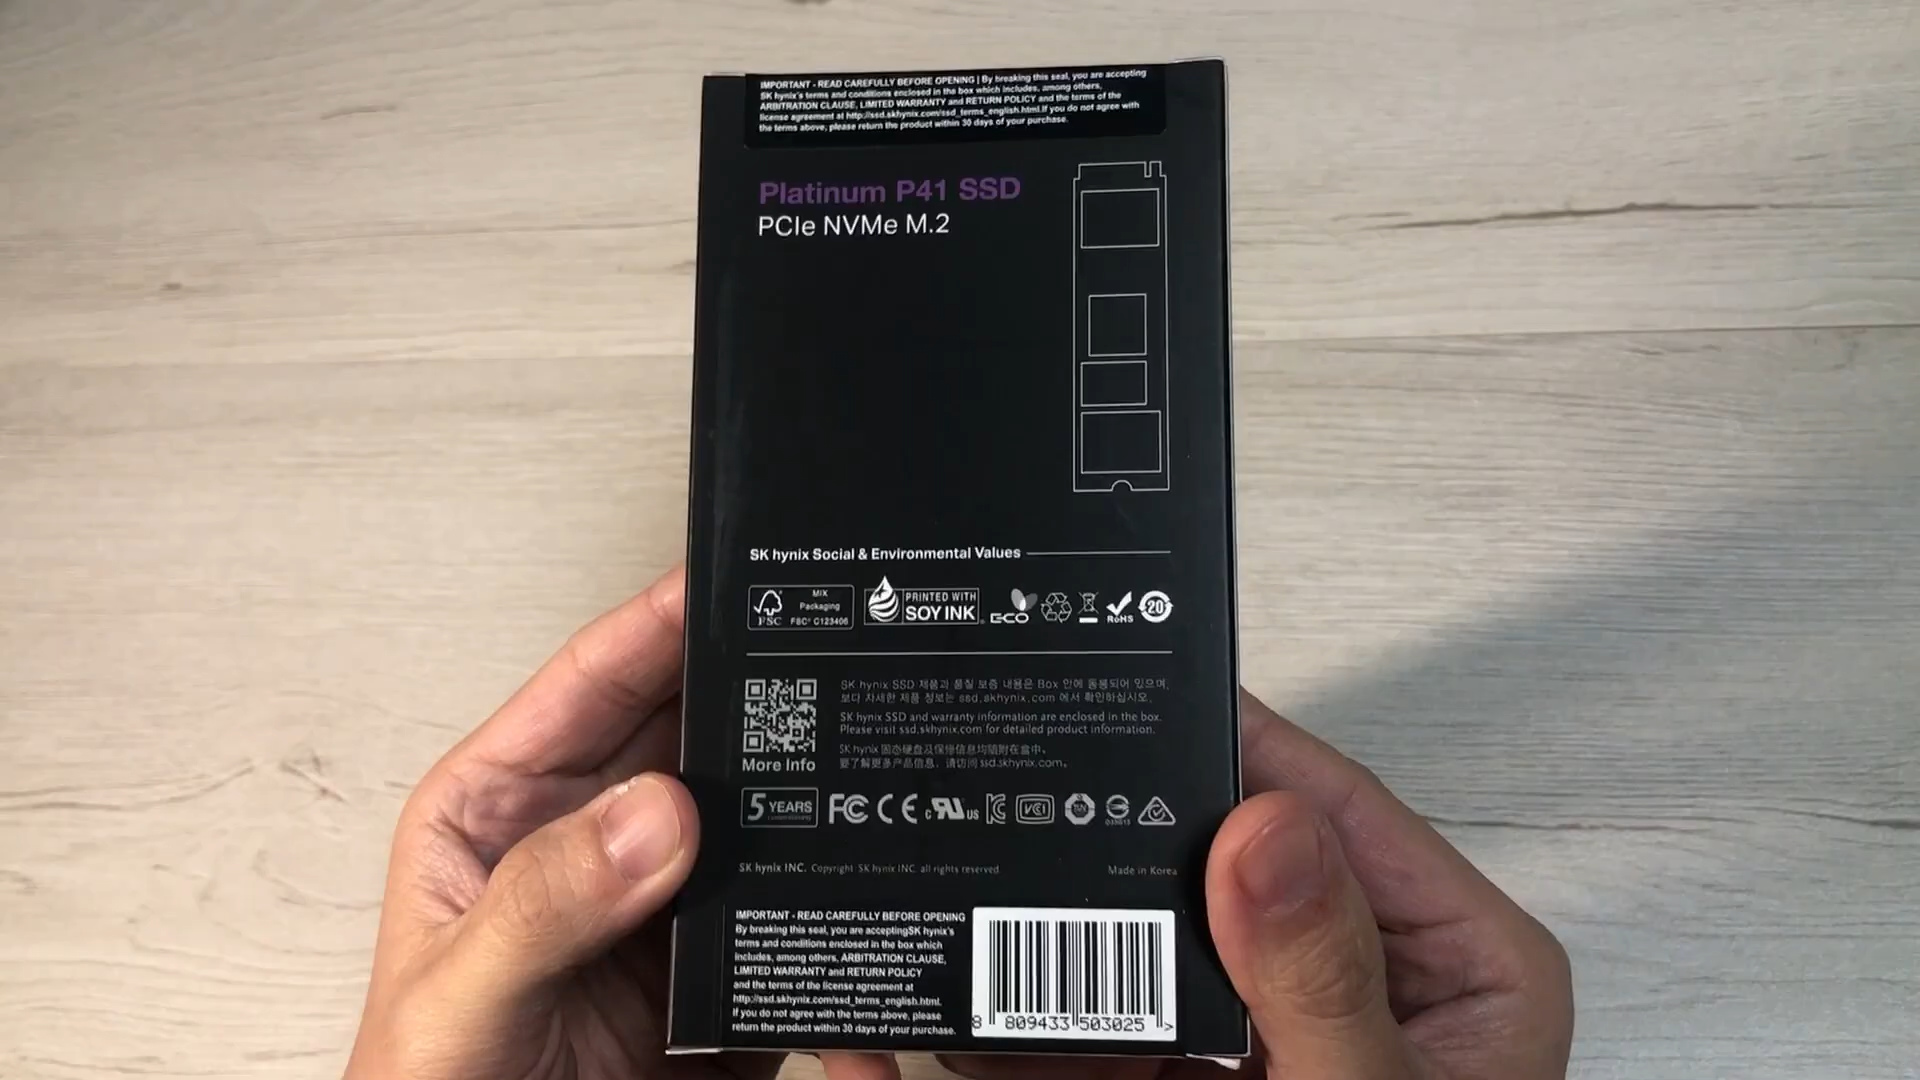 IMPORTANT - READ CAREFULLY BEFORE OPENING | By breaking this seal, you are accepting
SK hynix's terms and conditions enclosed in the box which includes, among others,
ARBITRATION CLAUSE, LIMITED WARRANTY and RETURN POLICY and the terms of the
license agreement at http://ssd.skhynix.com/ssd_terms_english.html.If you do not agree with
the terms above, please return the product within 30 days of your purchase.
Platinum P41 SSD
PCIe NVMe M.2
SK hynix Social & Environmental Values
FSC
MIX
Packaging
FSC® C123406
PRINTED WITH
SOY INK
ECO
RoHS
20
SK hynix SSD 제품과 품질 보증 내용은 Box 안에 동봉되어 있으며,
보다 자세한 제품 정보는 ssd.skhynix.com 에서 확인하십시오.
SK hynix SSD and warranty information are enclosed in the box.
Please visit ssd.skhynix.com for detailed product information.
SK hynix 固态硬盘及保修信息均随附在盒中。
要了解更多产品信息，请访问 ssd.skhynix.com。
More Info
5 YEARS
FC CE c RU US KC VCI
SK hynix INC. Copyright SK hynix INC. all rights reserved
Made in Korea
IMPORTANT - READ CAREFULLY BEFORE OPENING
By breaking this seal, you are acceptingSK hynix's
terms and conditions enclosed in the box which
includes, among others, ARBITRATION CLAUSE,
LIMITED WARRANTY and RETURN POLICY
and the terms of the license agreement at
http://ssd.skhynix.com/ssd_terms_english.html.
If you do not agree with the terms above, please
return the product within 30 days of your purchase.
8 809433 503025 >